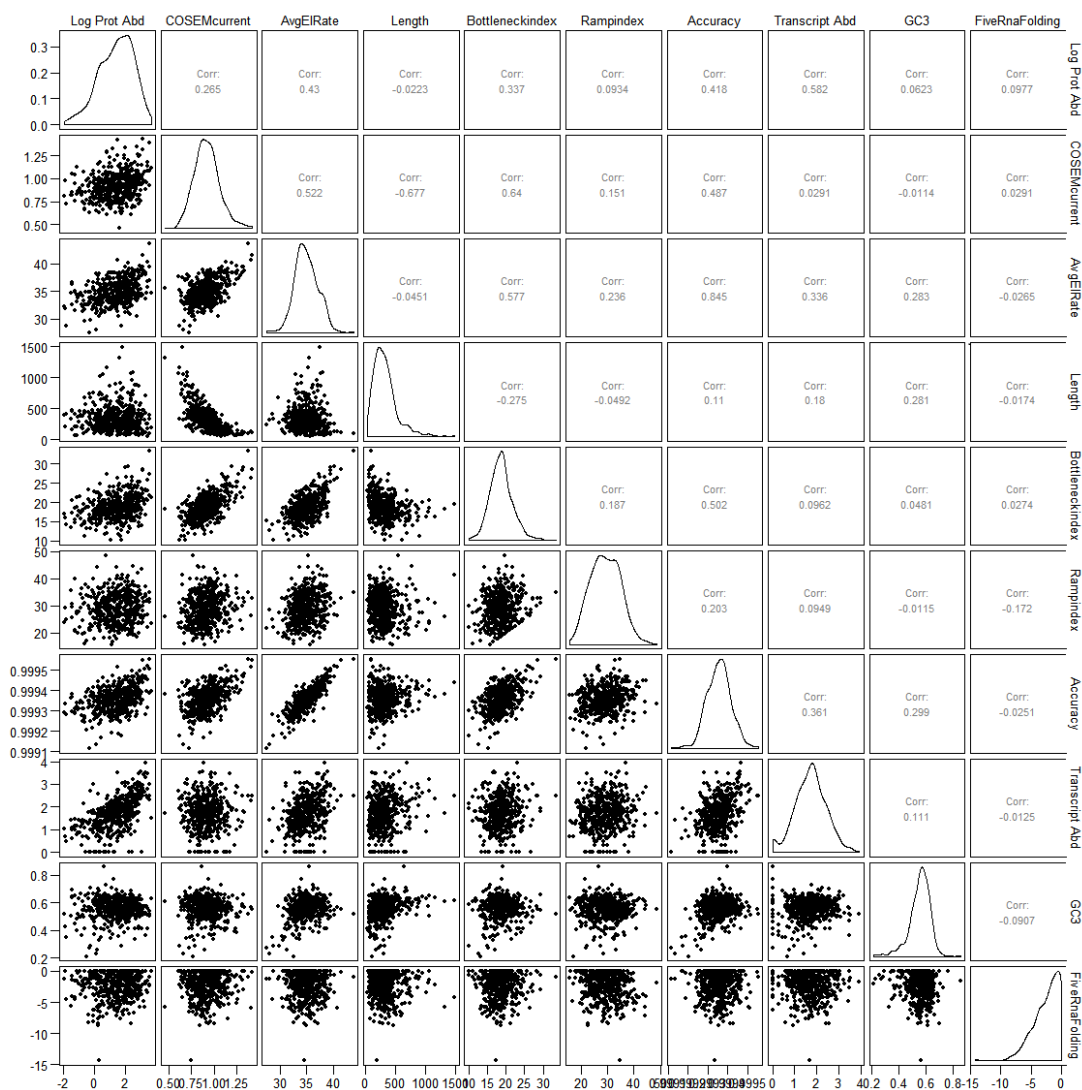 Log Prot Abd COSEMcurrent AvgElRate Length Bottleneckindex Rampindex Accuracy Transcript Abd GC3 FiveRnaFolding
Corr: Corr: Corr: Corr: Corr: Corr: Corr: Corr: Corr:
0.265 0.43 -0.0223 0.337 0.0934 0.418 0.582 0.0623 0.0977
0.3
0.2
0.1
0.0
Log Prot Abd
Corr: Corr: Corr: Corr: Corr: Corr: Corr: Corr:
0.522 -0.677 0.64 0.151 0.487 0.0291 -0.0114 0.0291
1.25
1.00
0.75
0.50
COSEMcurrent
Corr: Corr: Corr: Corr: Corr: Corr: Corr:
-0.0451 0.577 0.236 0.845 0.336 0.283 -0.0265
40
35
30
AvgElRate
Corr: Corr: Corr: Corr: Corr: Corr:
-0.275 -0.0492 0.11 0.18 0.281 -0.0174
1500
1000
500
0
Length
Corr: Corr: Corr: Corr: Corr:
0.187 0.502 0.0962 0.0481 0.0274
30
25
20
15
10
Bottleneckindex
Corr: Corr: Corr: Corr:
0.203 0.0949 -0.0115 -0.172
50
40
30
20
Rampindex
Corr: Corr: Corr:
0.361 0.299 -0.0251
0.9995
0.9994
0.9993
0.9992
0.9991
Accuracy
Corr: Corr:
0.111 -0.0125
4
3
2
1
0
Transcript Abd
Corr:
-0.0907
0.8
0.6
0.4
0.2
GC3
0
-5
-10
-15
FiveRnaFolding
-2 0 2 0.50 0.75 1.00 1.25 30 35 40 0 500 1000 1500 15 20 25 30 20 30 40 0 1 2 3 4 0.2 0.4 0.6 0.8 -15 -10 -5 0